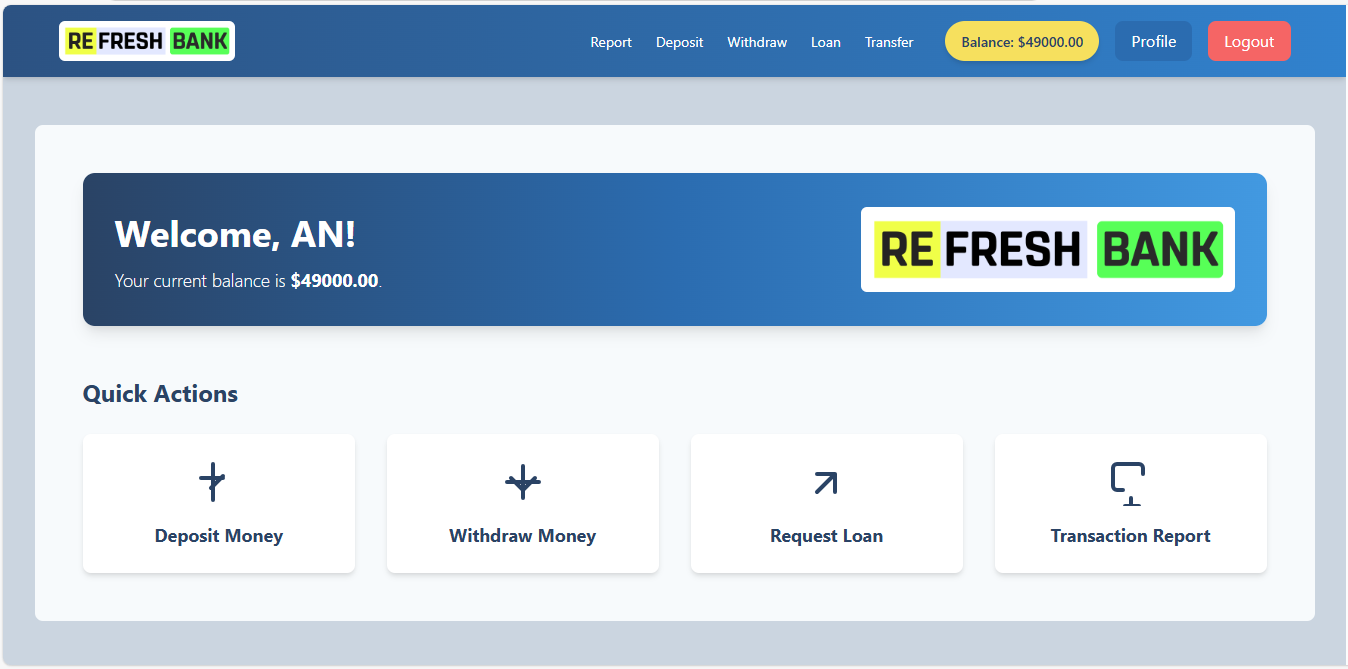 RE FRESH BANK
Report Deposit Withdraw Loan Transfer Balance: $49000.00 Profile Logout
Welcome, AN!
Your current balance is $49000.00.
RE FRESH BANK
Quick Actions
Deposit Money
Withdraw Money
Request Loan
Transaction Report